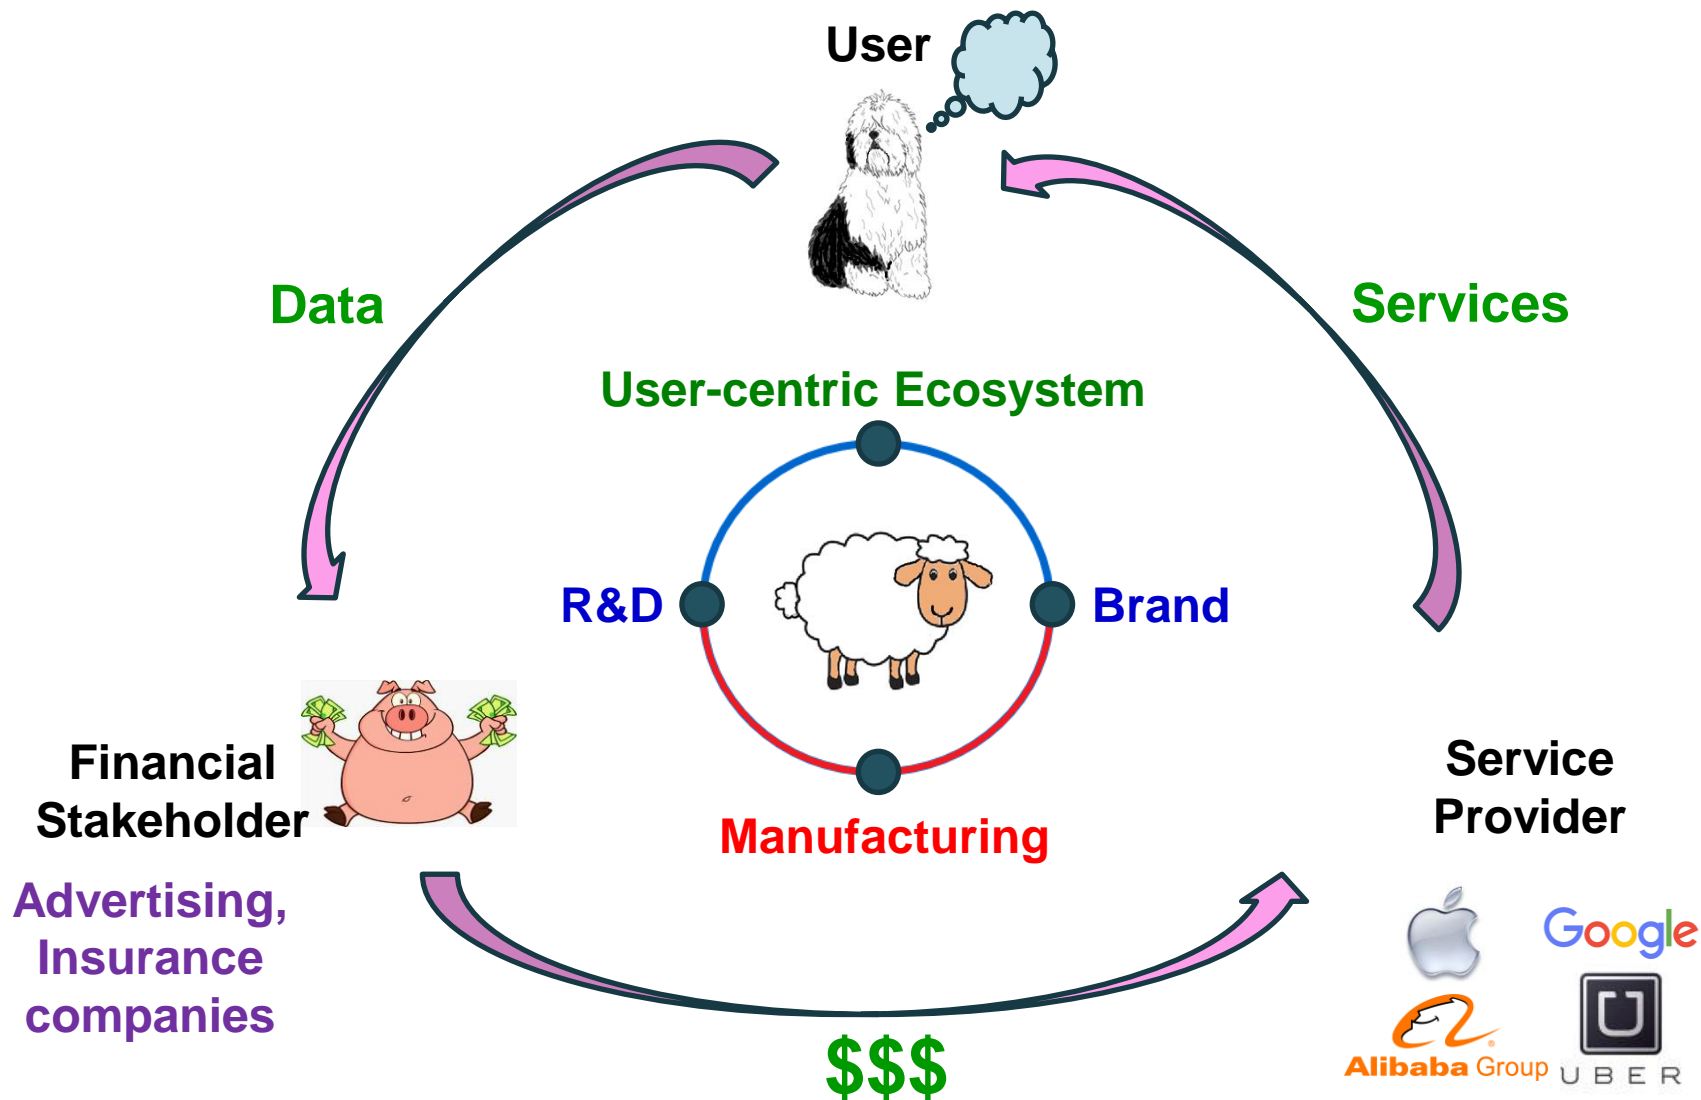 User
Data
Services
User-centric Ecosystem
R&D
Brand
Manufacturing
Financial
Stakeholder
Advertising,
Insurance
companies
Service
Provider
Google
Alibaba Group
U
UBER
$$$